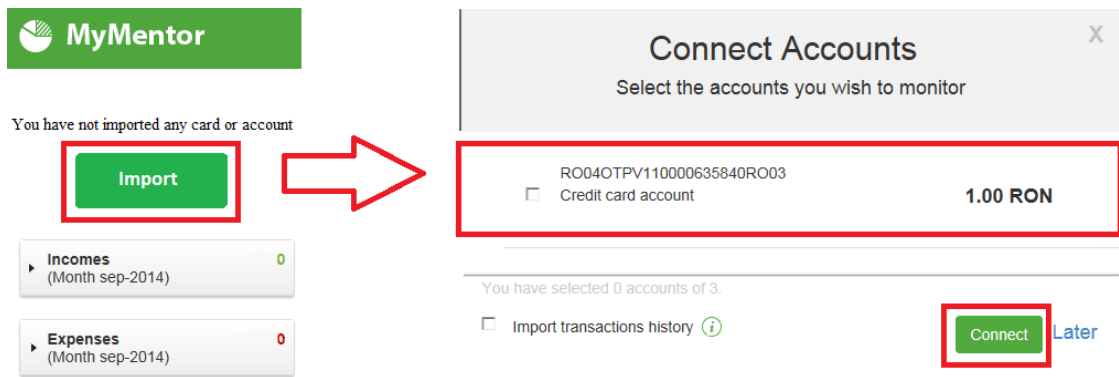 MyMentor
You have not imported any card or account
Import
Incomes 0
(Month sep-2014)
Expenses 0
(Month sep-2014)
X
Connect Accounts
Select the accounts you wish to monitor
RO04OTPV110000635840RO03
Credit card account 1.00 RON
You have selected 0 accounts of 3.
Import transactions history i
Connect Later